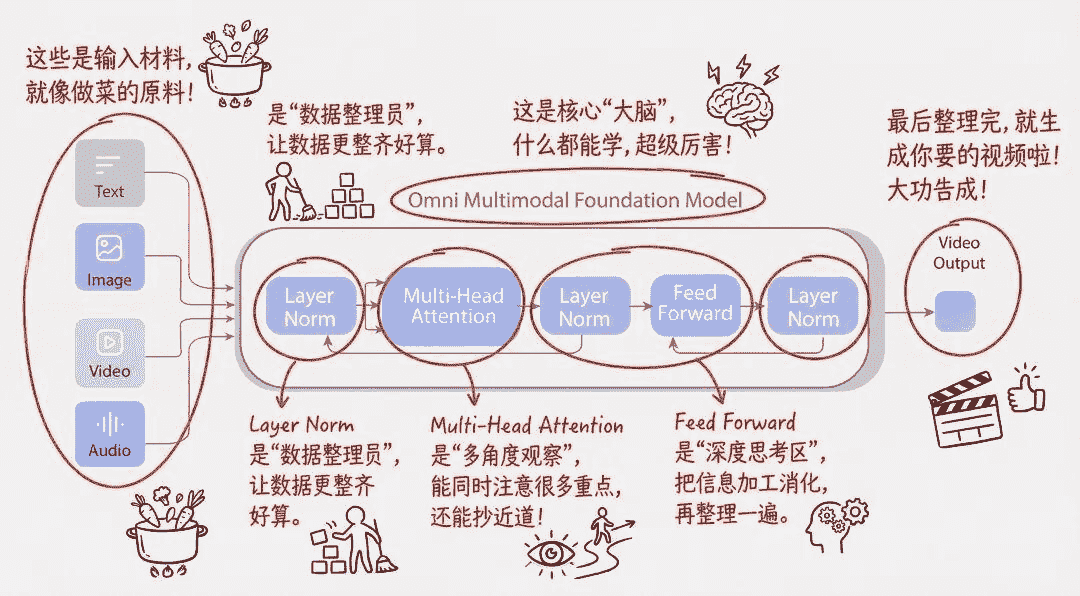 这些是输入材料,
就像做菜的原料!
是“数据整理员”,
让数据更整齐好算。
这是核心“大脑”,
什么都能学,超级厉害!
最后整理完,就生
成你要的视频啦!
大功告成!
Omni Multimodal Foundation Model
Text
Image
Video
Audio
Layer
Norm
Multi-Head
Attention
Layer
Norm
Feed
Forward
Layer
Norm
Video
Output
Layer Norm
是“数据整理员”,
让数据更整齐
好算。
Multi-Head Attention
是“多角度观察”,
能同时注意很多重点,
还能抄近道!
Feed Forward
是“深度思考区”,
把信息加工消化,
再整理一遍。